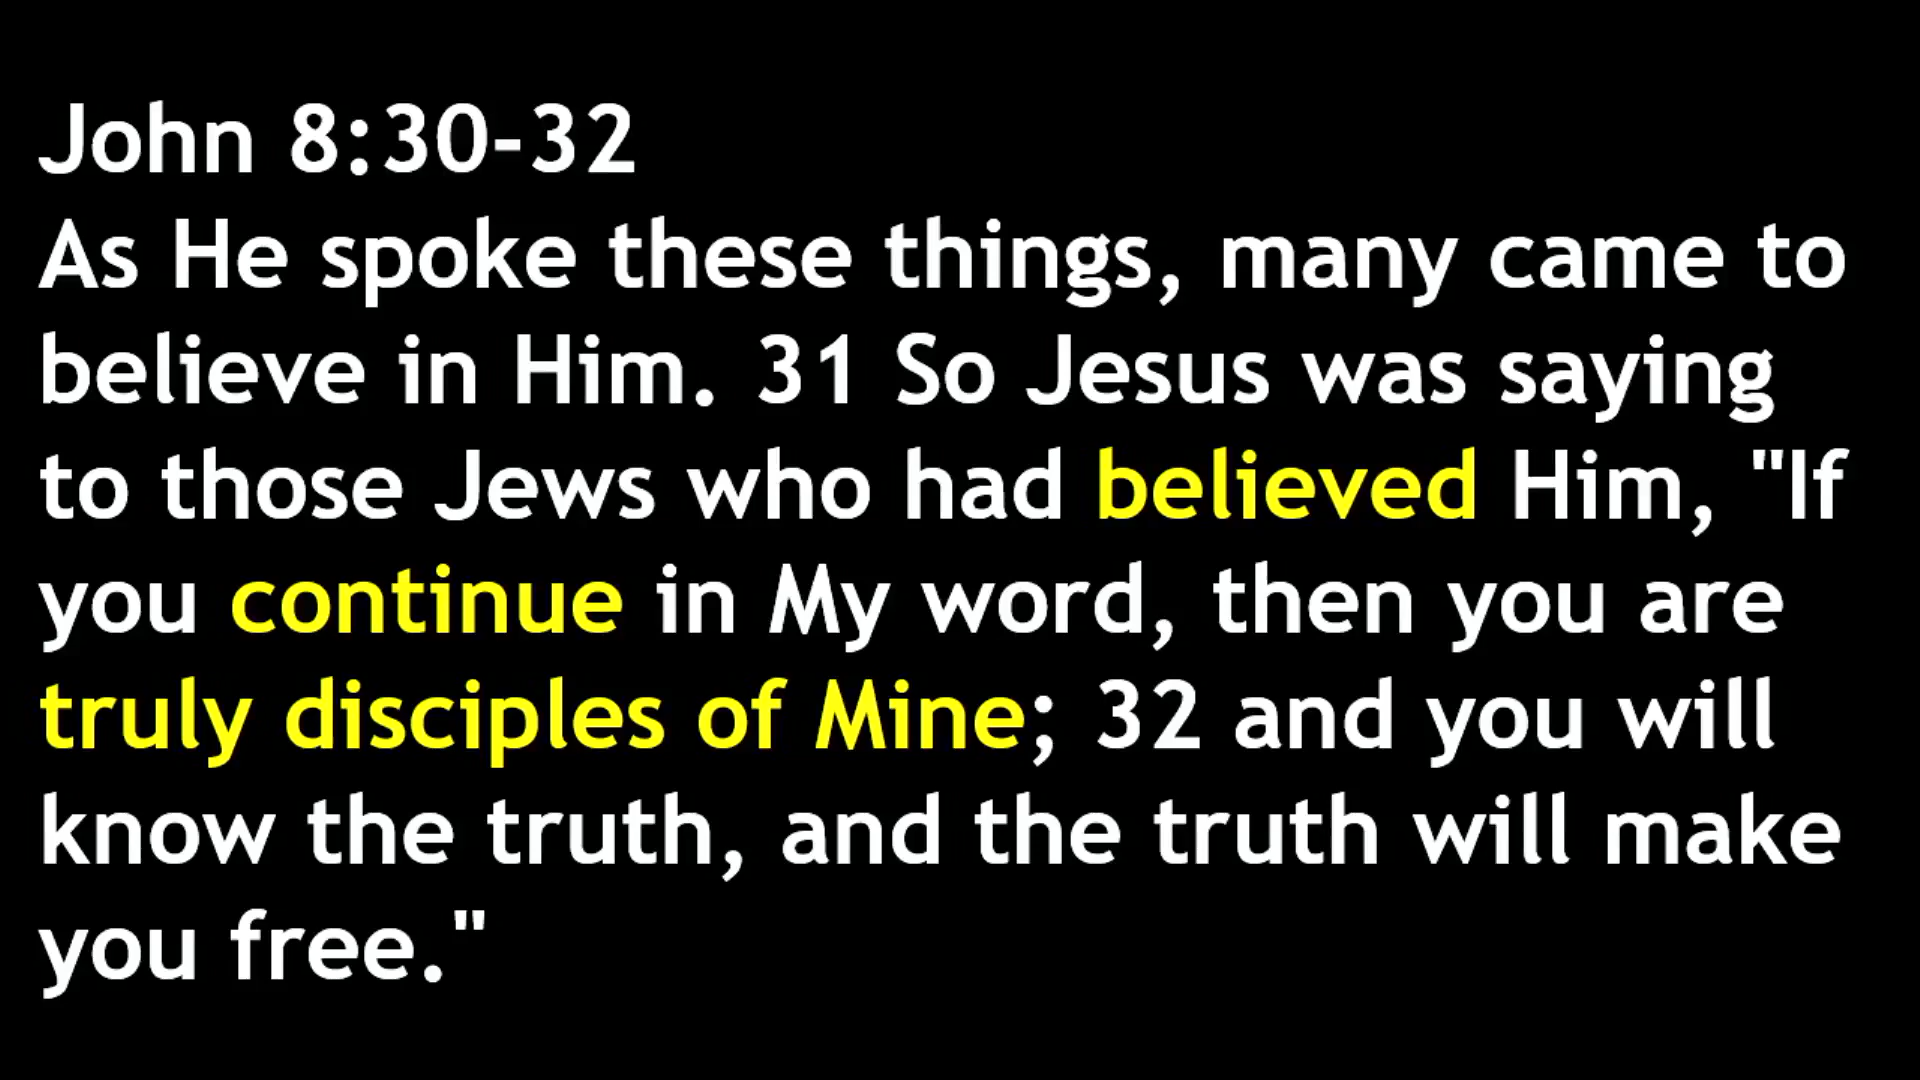 John 8:30-32
As He spoke these things, many came to
believe in Him. 31 So Jesus was saying
to those Jews who had believed Him, "If
you continue in My word, then you are
truly disciples of Mine; 32 and you will
know the truth, and the truth will make
you free."